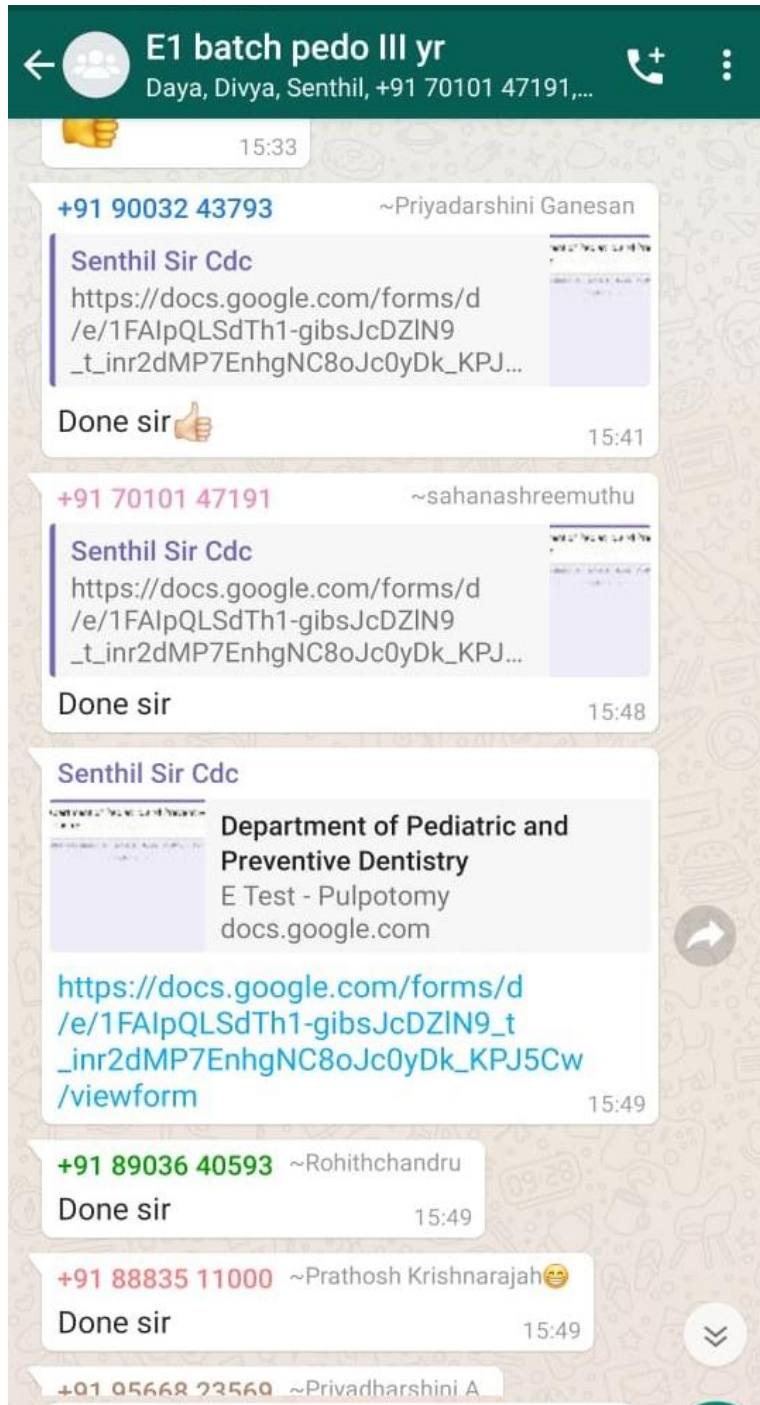 E1 batch pedo III yr
Daya, Divya, Senthil, +91 70101 47191,...
15:33
+91 90032 43793 ~Priyadarshini Ganesan
Senthil Sir Cdc
https://docs.google.com/forms/d
/e/1FAIpQLSdTh1-gibsJcDZlN9
_t_inr2dMP7EnhgNC8oJc0yDk_KPJ...
Done sir👍🏻
15:41
+91 70101 47191 ~sahanashreemuthu
Senthil Sir Cdc
https://docs.google.com/forms/d
/e/1FAIpQLSdTh1-gibsJcDZlN9
_t_inr2dMP7EnhgNC8oJc0yDk_KPJ...
Done sir
15:48
Senthil Sir Cdc
Department of Pediatric and
Preventive Dentistry
E Test - Pulpotomy
docs.google.com
https://docs.google.com/forms/d
/e/1FAIpQLSdTh1-gibsJcDZlN9_t
_inr2dMP7EnhgNC8oJc0yDk_KPJ5Cw
/viewform
15:49
+91 89036 40593 ~Rohithchandru
Done sir
15:49
+91 88835 11000 ~Prathosh Krishnarajah😁
Done sir
15:49
+91 95668 23569 ~Priyadharshini A